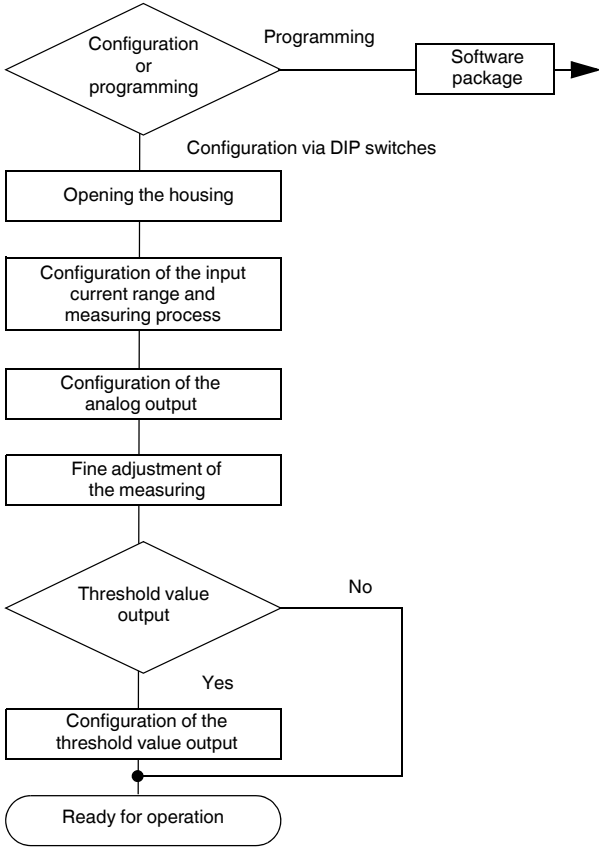 Configuration
or
programming
Programming
Software
package
Configuration via DIP switches
Opening the housing
Configuration of the input
current range and
measuring process
Configuration of the
analog output
Fine adjustment of
the measuring
Threshold value
output
No
Yes
Configuration of the
threshold value output
Ready for operation